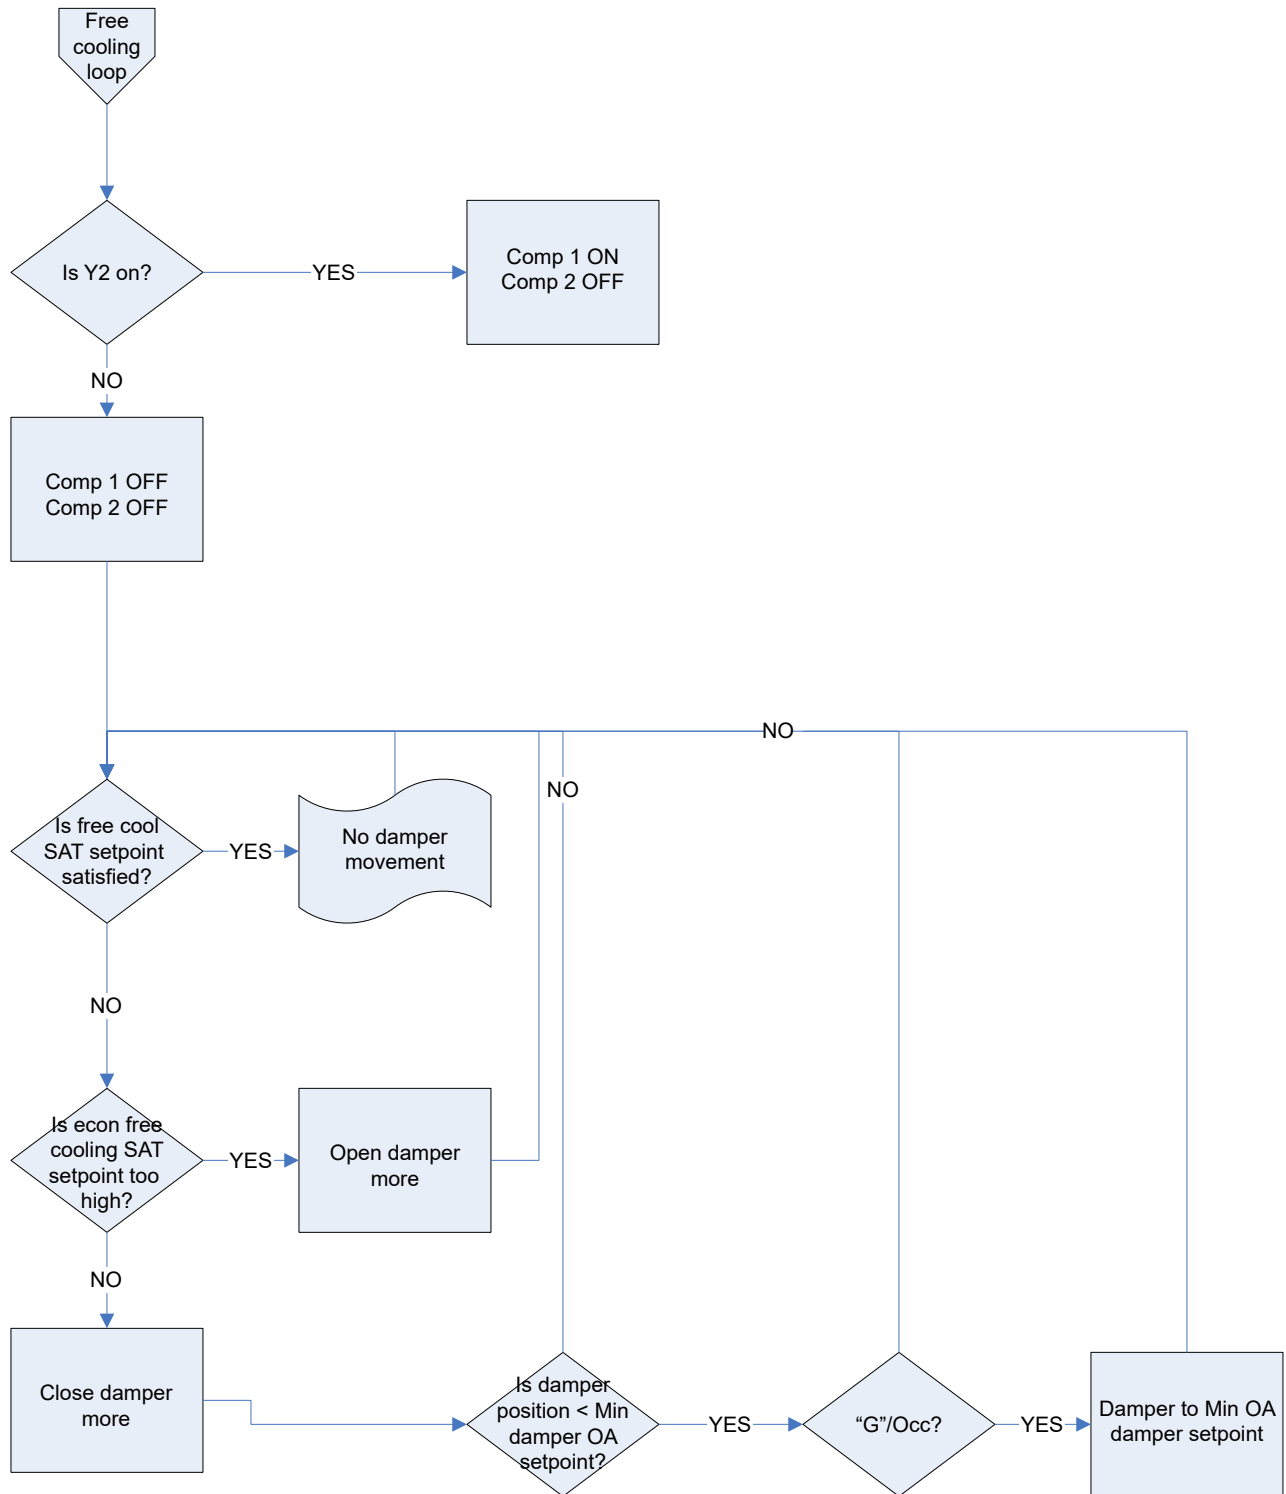 Free
cooling
loop
Is Y2 on?
YES
Comp 1 ON
Comp 2 OFF
NO
Comp 1 OFF
Comp 2 OFF
NO
NO
Is free cool
SAT setpoint
satisfied?
YES
No damper
movement
NO
Is econ free
cooling SAT
setpoint too
high?
YES
Open damper
more
NO
Close damper
more
Is damper
position < Min
damper OA
setpoint?
YES
“G”/Occ?
YES
Damper to Min OA
damper setpoint